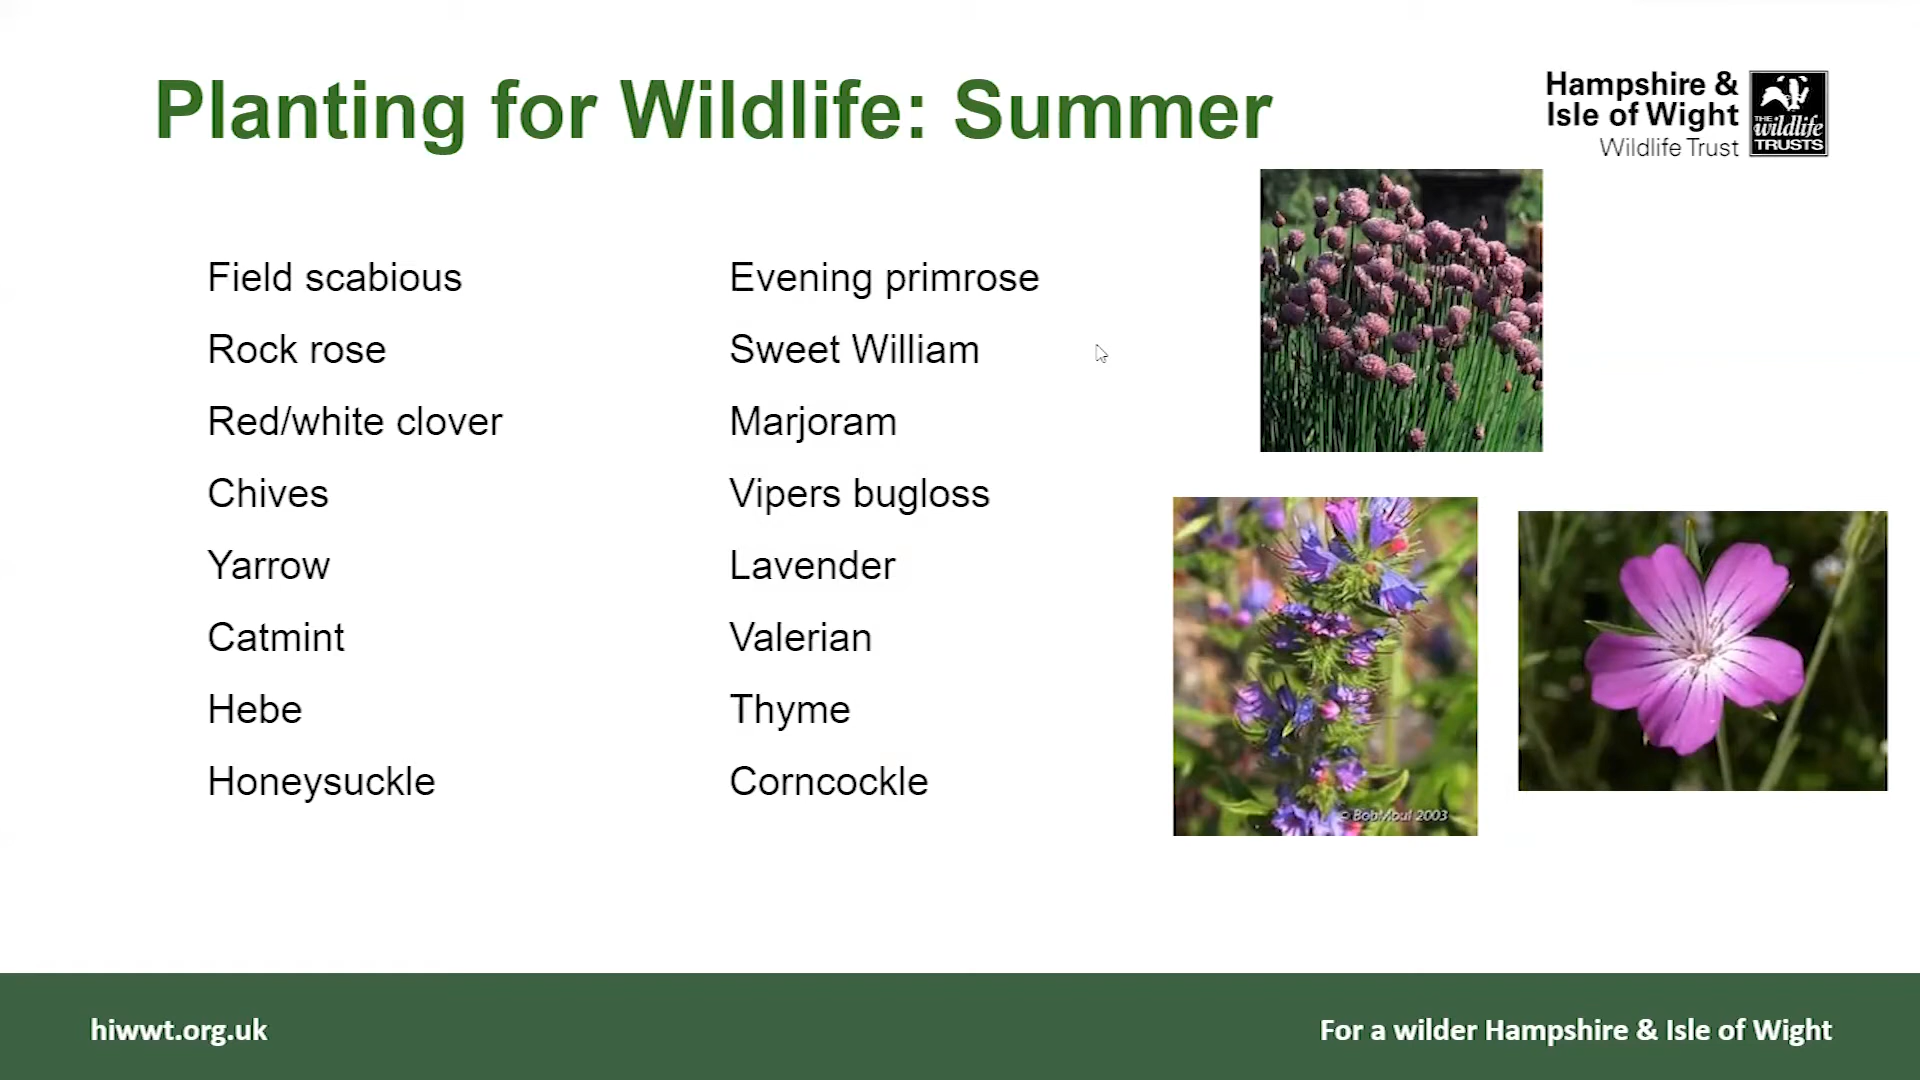 Planting for Wildlife: Summer
Hampshire &
Isle of Wight
Wildlife Trust
THE
wildlife
TRUSTS
Field scabious
Rock rose
Red/white clover
Chives
Yarrow
Catmint
Hebe
Honeysuckle
Evening primrose
Sweet William
Marjoram
Vipers bugloss
Lavender
Valerian
Thyme
Corncockle
© BobMoul 2003
hiwwt.org.uk
For a wilder Hampshire & Isle of Wight